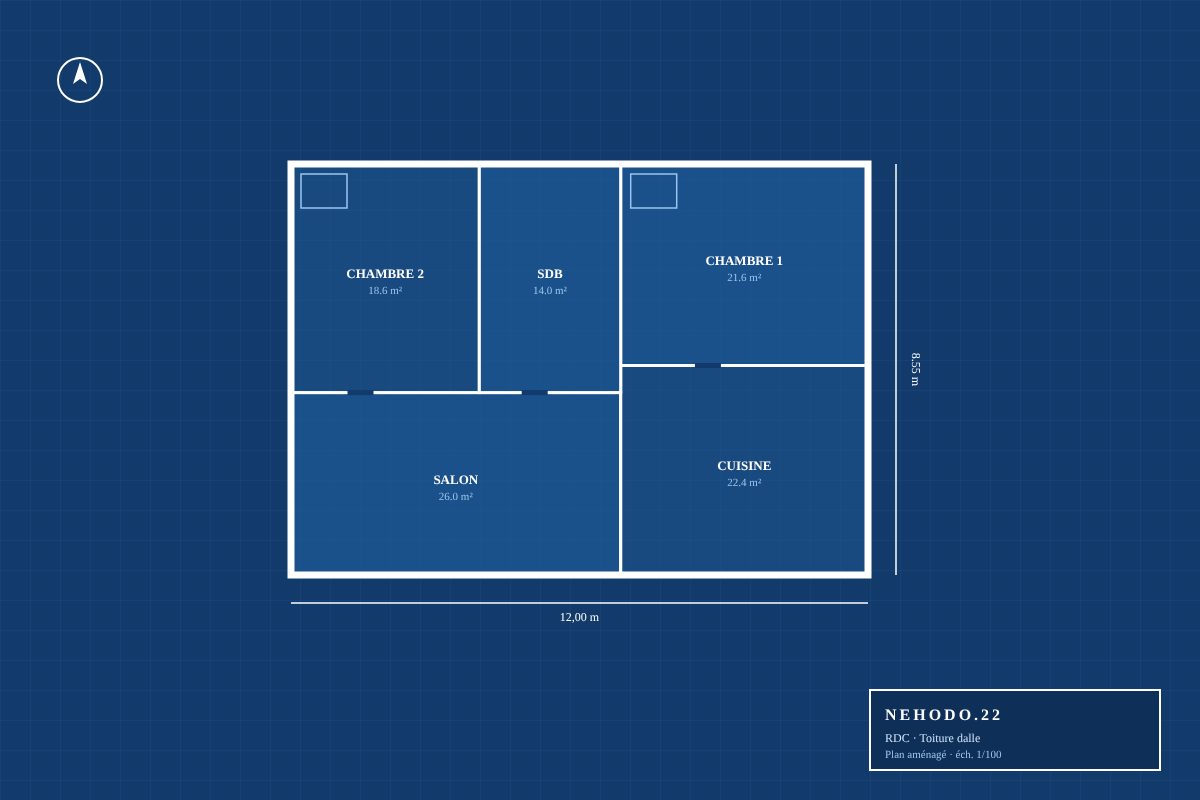 CHAMBRE 2
18.6 m²
SDB
14.0 m²
CHAMBRE 1
21.6 m²
8.55 m
SALON
26.0 m²
CUISINE
22.4 m²
12,00 m
NEHODO.22
RDC · Toiture dalle
Plan aménagé · éch. 1/100